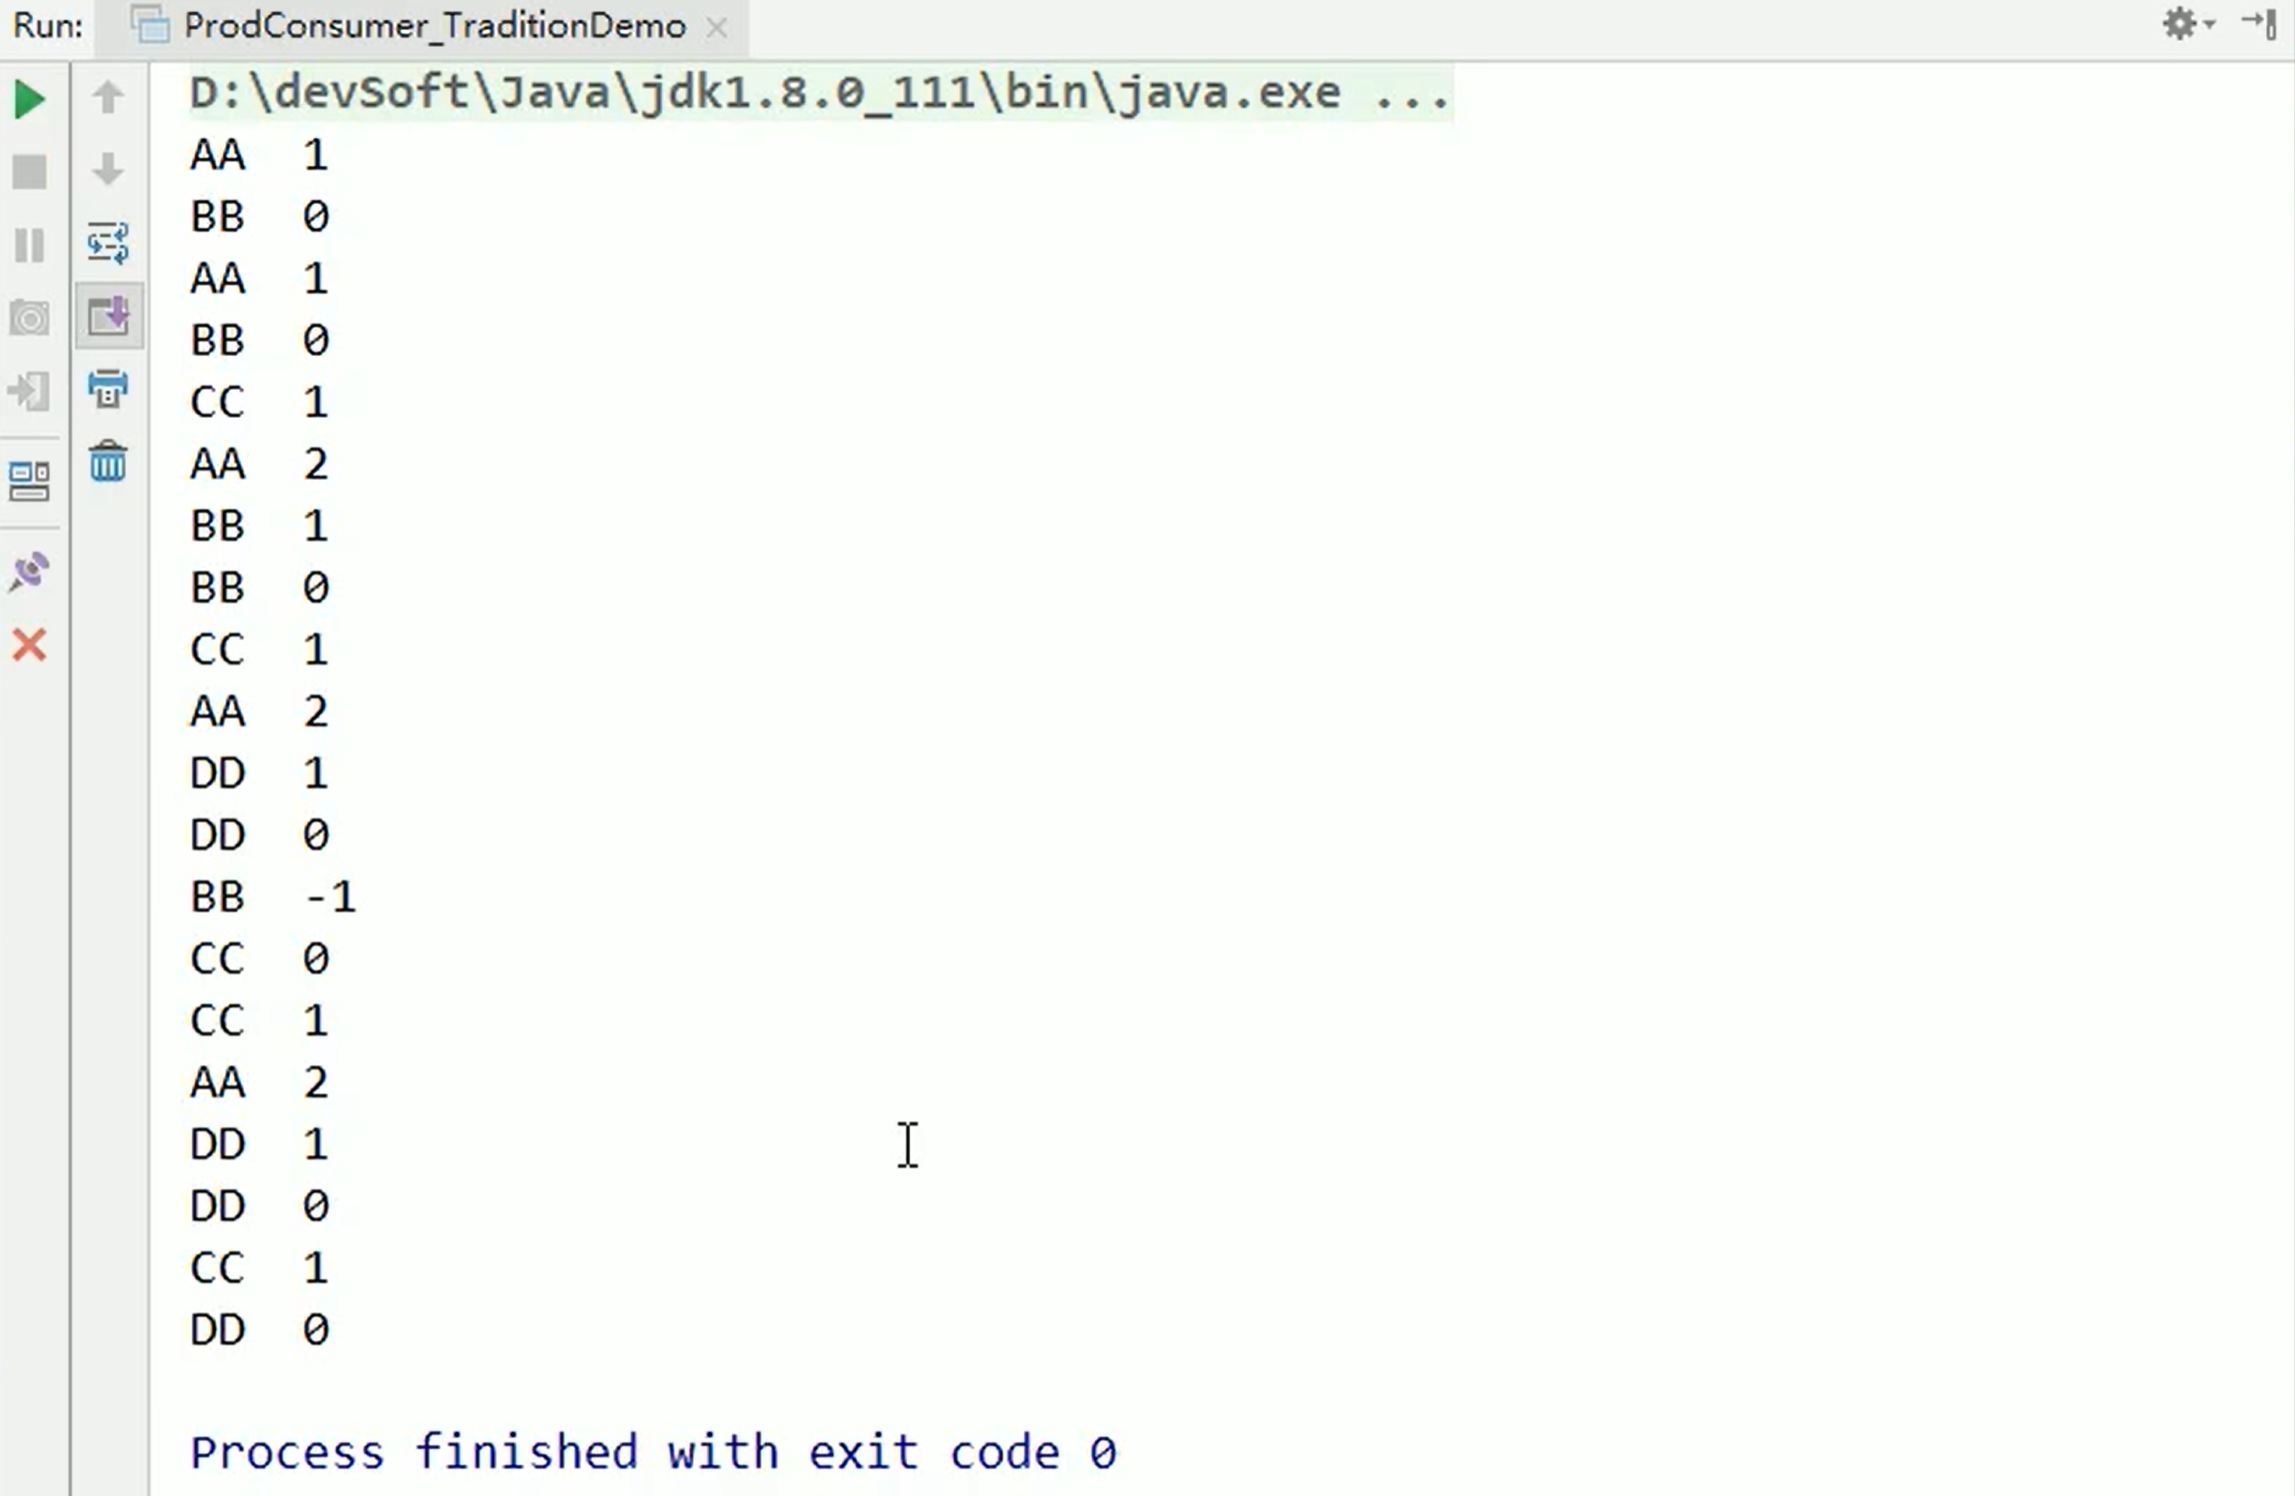 Run: ProdConsumer_TraditionDemo
D:\devSoft\Java\jdk1.8.0_111\bin\java.exe ...
AA 1
BB 0
AA 1
BB 0
CC 1
AA 2
BB 1
BB 0
CC 1
AA 2
DD 1
DD 0
BB -1
CC 0
CC 1
AA 2
DD 1
DD 0
CC 1
DD 0
Process finished with exit code 0